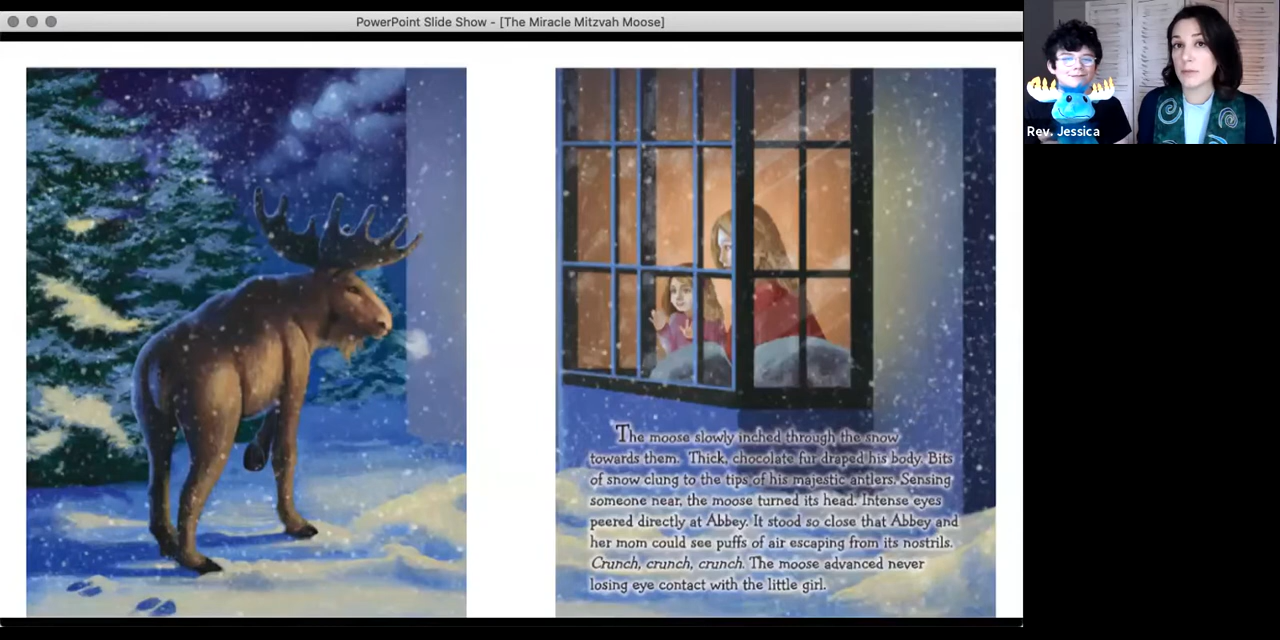 PowerPoint Slide Show - [The Miracle Mitzvah Moose]
Rev. Jessica
The moose slowly inched through the snow
towards them. Thick, chocolate fur draped his body. Bits
of snow clung to the tips of his majestic antlers. Sensing
someone near, the moose turned its head. Intense eyes
peered directly at Abbey. It stood so close that Abbey and
her mom could see puffs of air escaping from its nostrils.
Crunch, crunch, crunch. The moose advanced never
losing eye contact with the little girl.